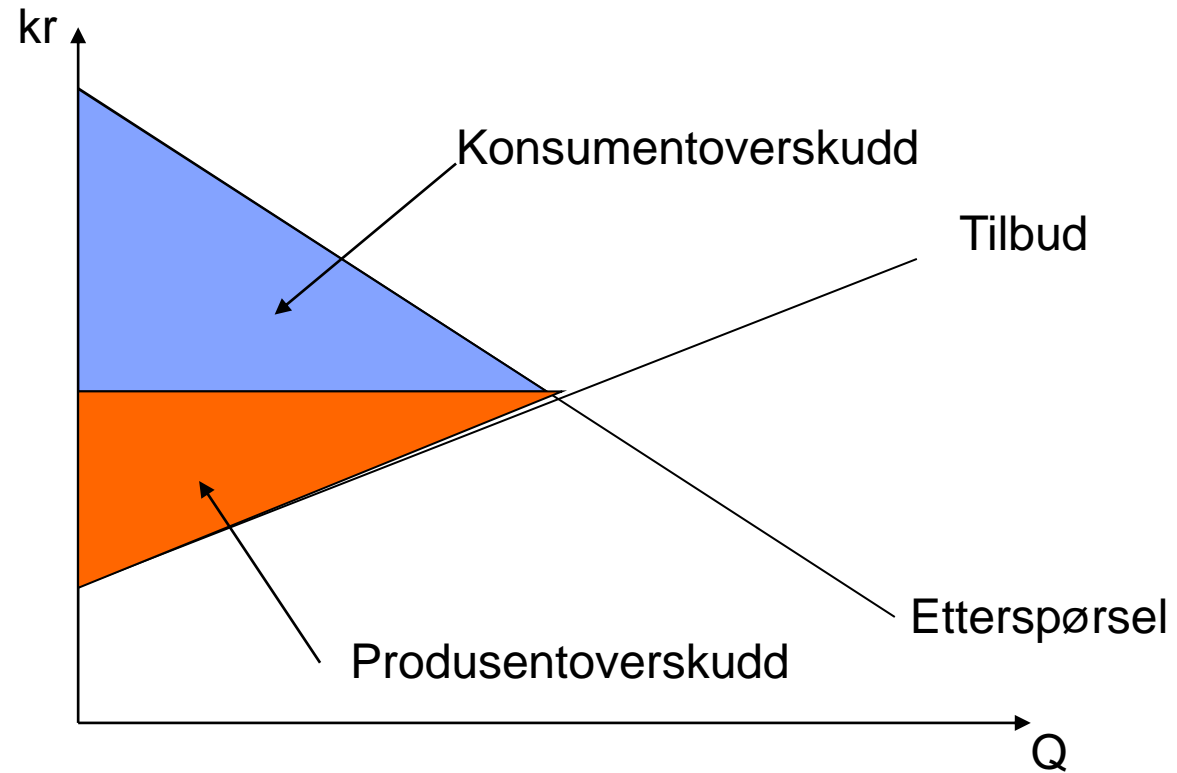 kr
Konsumentoverskudd
Tilbud
Etterspørsel
Produsentoverskudd
Q